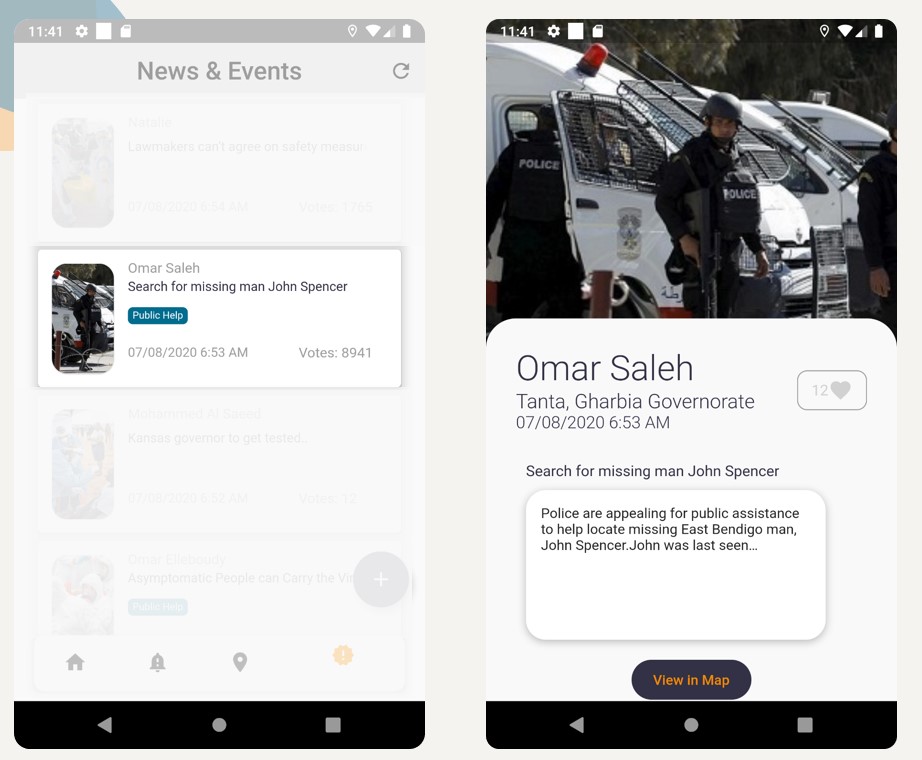 11:41
News & Events
Natalie
Lawmakers can't agree on safety measur
07/08/2020 6:54 AM
Votes: 1765
Omar Saleh
Search for missing man John Spencer
Public Help
07/08/2020 6:53 AM
Votes: 8941
Mohammed Al Saeed
Kansas governor to get tested...
07/08/2020 6:52 AM
Votes: 12
Omar Elleboudy
Asymptomatic People can Carry the Vir
Public Help
11:41
POLICE
POLICE
Omar Saleh
12
Tanta, Gharbia Governorate
07/08/2020 6:53 AM
Search for missing man John Spencer
Police are appealing for public assistance
to help locate missing East Bendigo man,
John Spencer.John was last seen...
View in Map